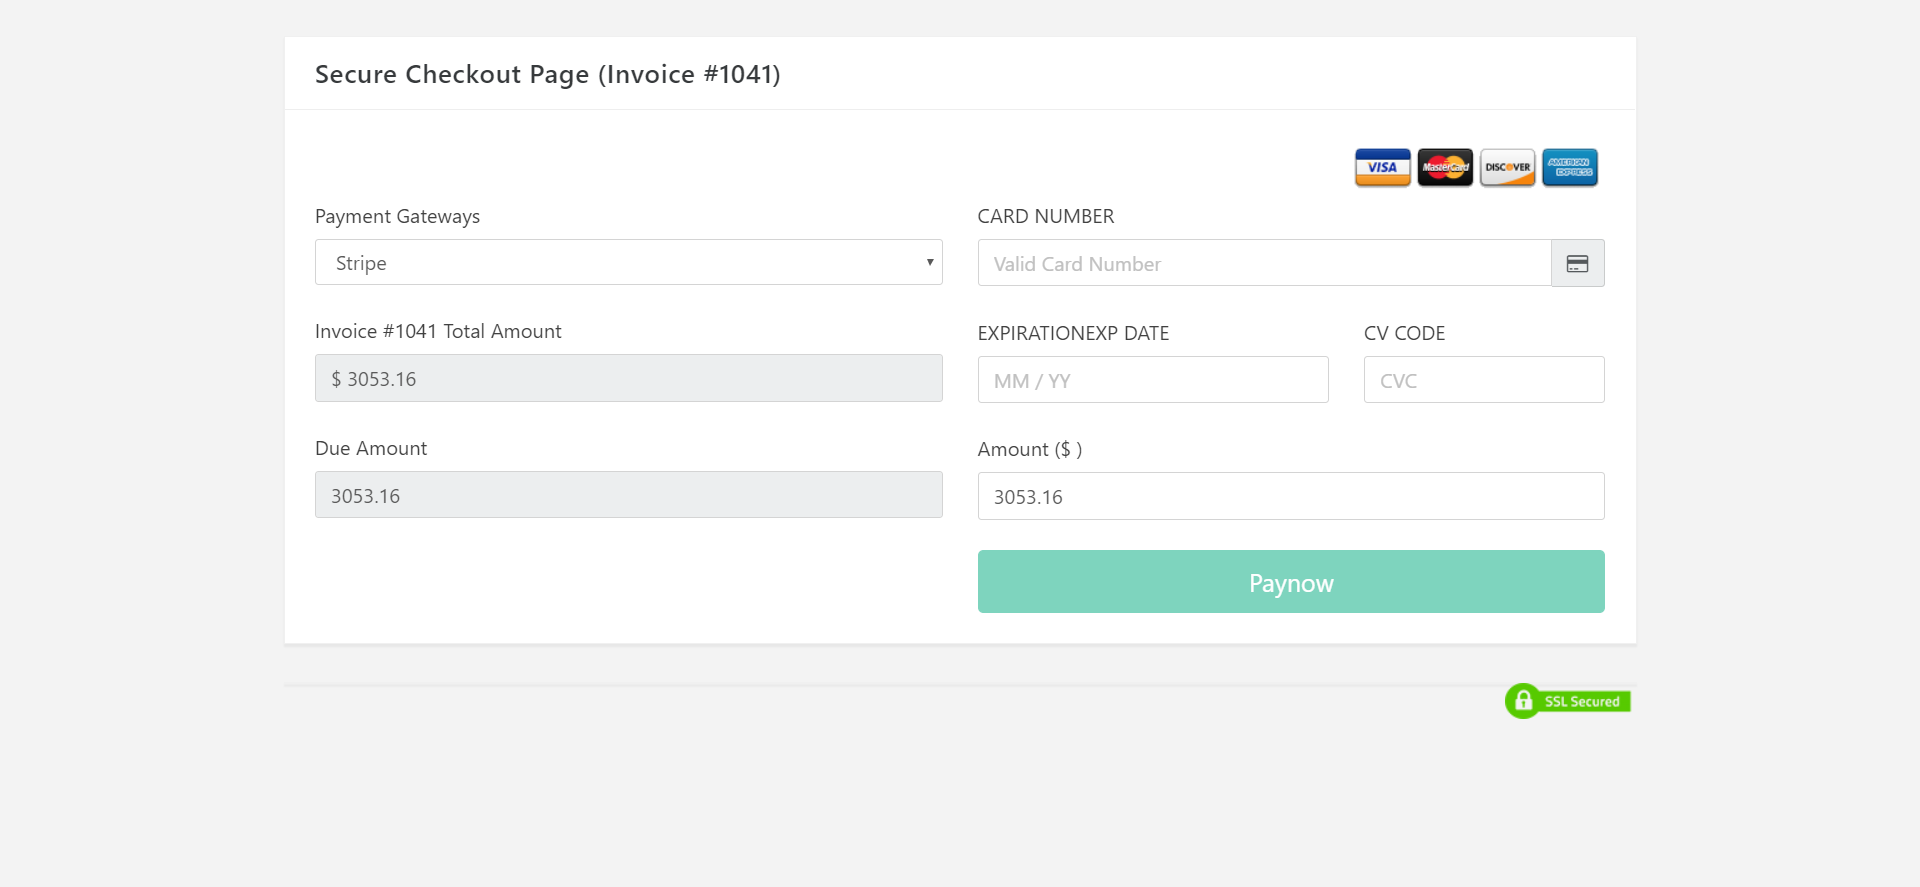 Secure Checkout Page (Invoice #1041)
VISA MasterCard DISCOVER AMERICAN EXPRESS
Payment Gateways
Stripe
CARD NUMBER
Valid Card Number
Invoice #1041 Total Amount
$ 3053.16
EXPIRATIONEXP DATE
MM / YY
CV CODE
CVC
Due Amount
3053.16
Amount ($ )
3053.16
Paynow
SSL Secured